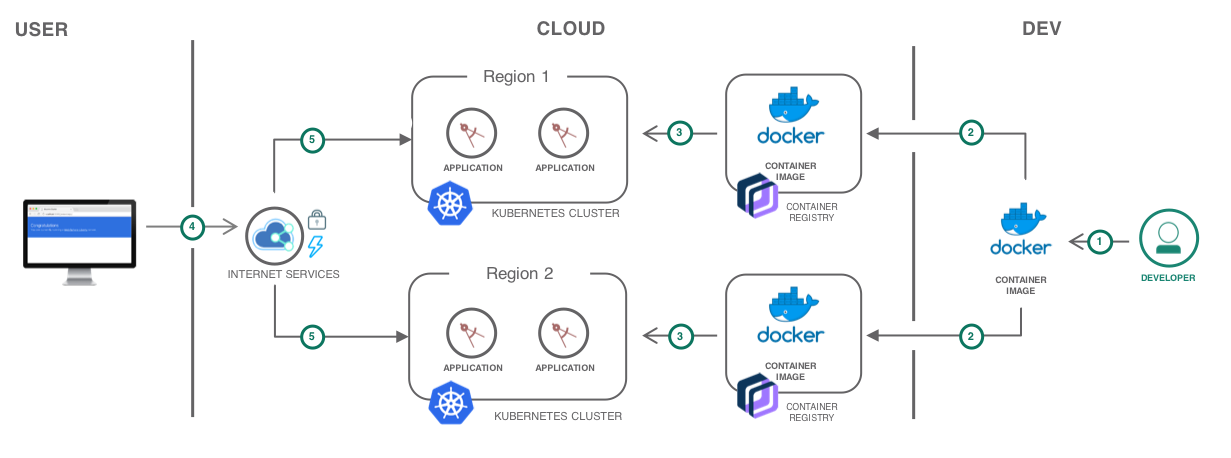 USER
CLOUD
DEV
Region 1
APPLICATION
APPLICATION
KUBERNETES CLUSTER
5
3
docker
CONTAINER
IMAGE
CONTAINER
REGISTRY
2
4
INTERNET SERVICES
docker
CONTAINER
IMAGE
1
DEVELOPER
Region 2
APPLICATION
APPLICATION
KUBERNETES CLUSTER
5
3
docker
CONTAINER
IMAGE
CONTAINER
REGISTRY
2